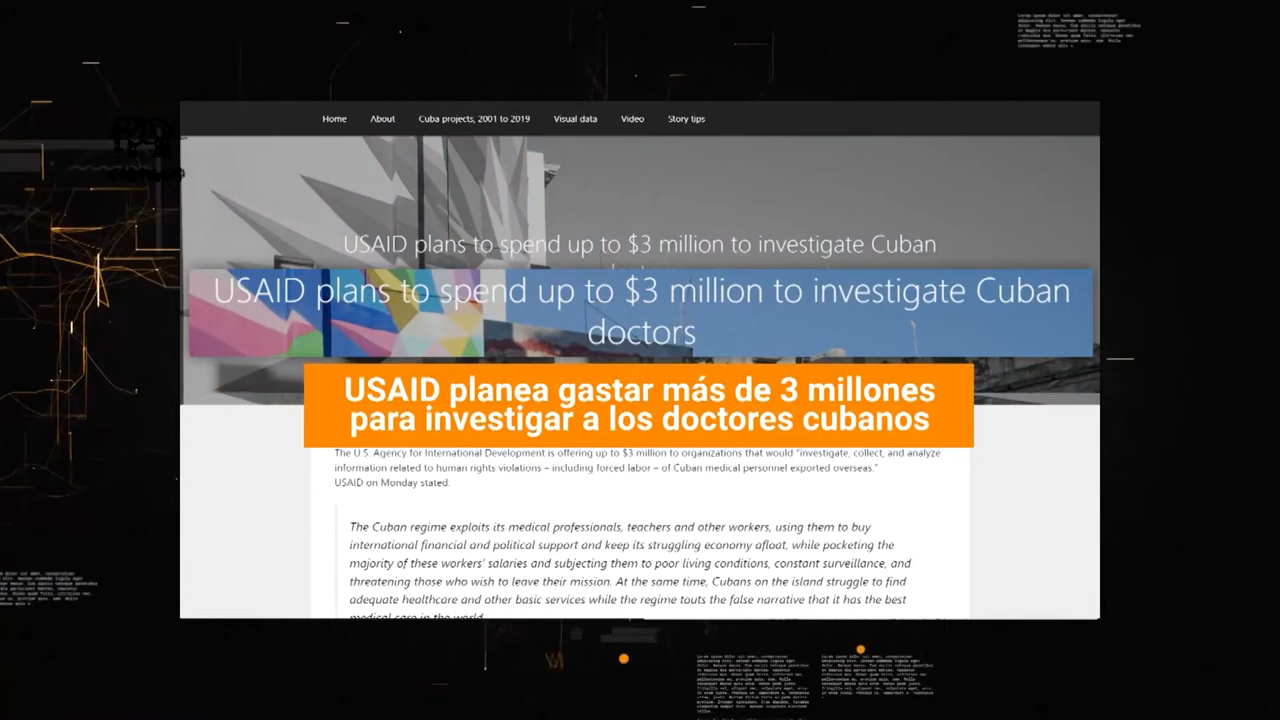 Home About Cuba projects, 2001 to 2019 Visual data Video Story tips
USAID plans to spend up to $3 million to investigate Cuban
USAID plans to spend up to $3 million to investigate Cuban
doctors
USAID planea gastar más de 3 millones
para investigar a los doctores cubanos
The U.S. Agency for International Development is offering up to $3 million to organizations that would “investigate, collect, and analyze
information related to human rights violations – including forced labor – of Cuban medical personnel exported overseas.”
USAID on Monday stated:
The Cuban regime exploits its medical professionals, teachers and other workers, using them to buy
international financial and political support and keep its struggling economy afloat, while pocketing the
majority of these workers' salaries and subjecting them to poor living conditions, constant surveillance, and
threatening those who try to leave their mission. At the same time, Cubans on the island struggle to find
adequate healthcare and other basic services while the regime touts the false narrative that it has the best
medical care in the world